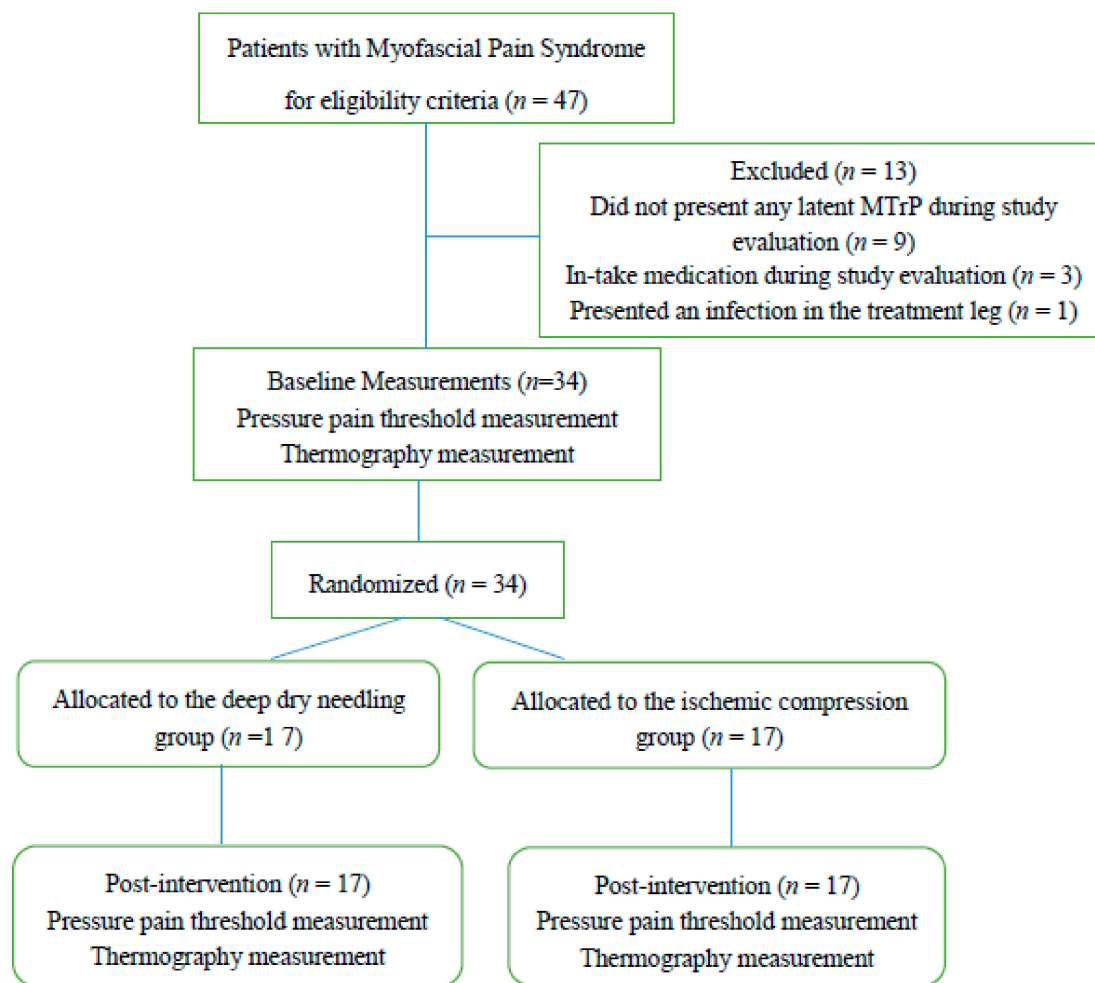 Patients with Myofascial Pain Syndrome
for eligibility criteria (n = 47)
Excluded (n = 13)
Did not present any latent MTrP during study
evaluation (n = 9)
In-take medication during study evaluation (n = 3)
Presented an infection in the treatment leg (n = 1)
Baseline Measurements (n=34)
Pressure pain threshold measurement
Thermography measurement
Randomized (n = 34)
Allocated to the deep dry needling
group (n =1 7)
Allocated to the ischemic compression
group (n = 17)
Post-intervention (n = 17)
Pressure pain threshold measurement
Thermography measurement
Post-intervention (n = 17)
Pressure pain threshold measurement
Thermography measurement